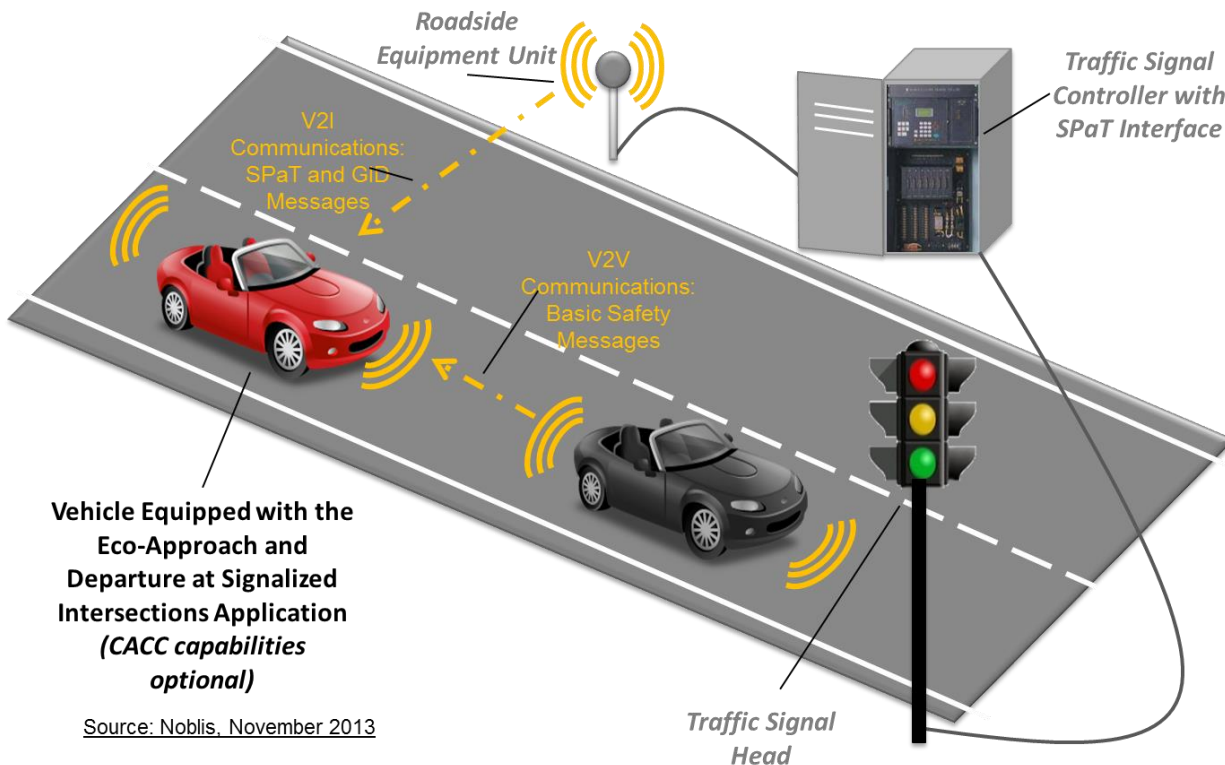 Roadside
Equipment Unit
Traffic Signal
Controller with
SPaT Interface
V2I
Communications:
SPaT and GID
Messages
V2V
Communications:
Basic Safety
Messages
Vehicle Equipped with the
Eco-Approach and
Departure at Signalized
Intersections Application
(CACC capabilities
optional)
Source: Noblis, November 2013
Traffic Signal
Head